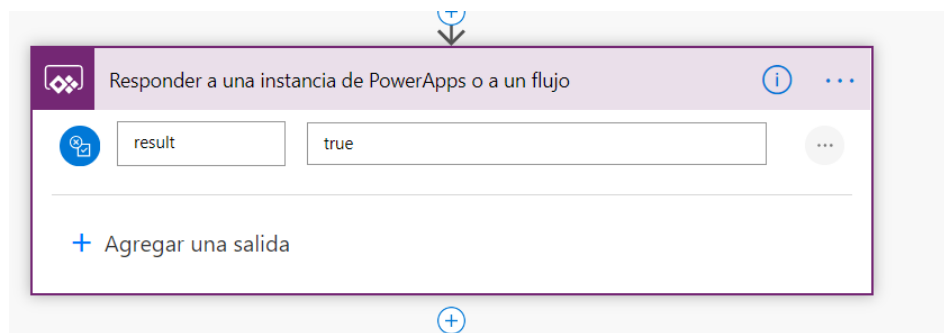 Responder a una instancia de PowerApps o a un flujo
result
true
Agregar una salida